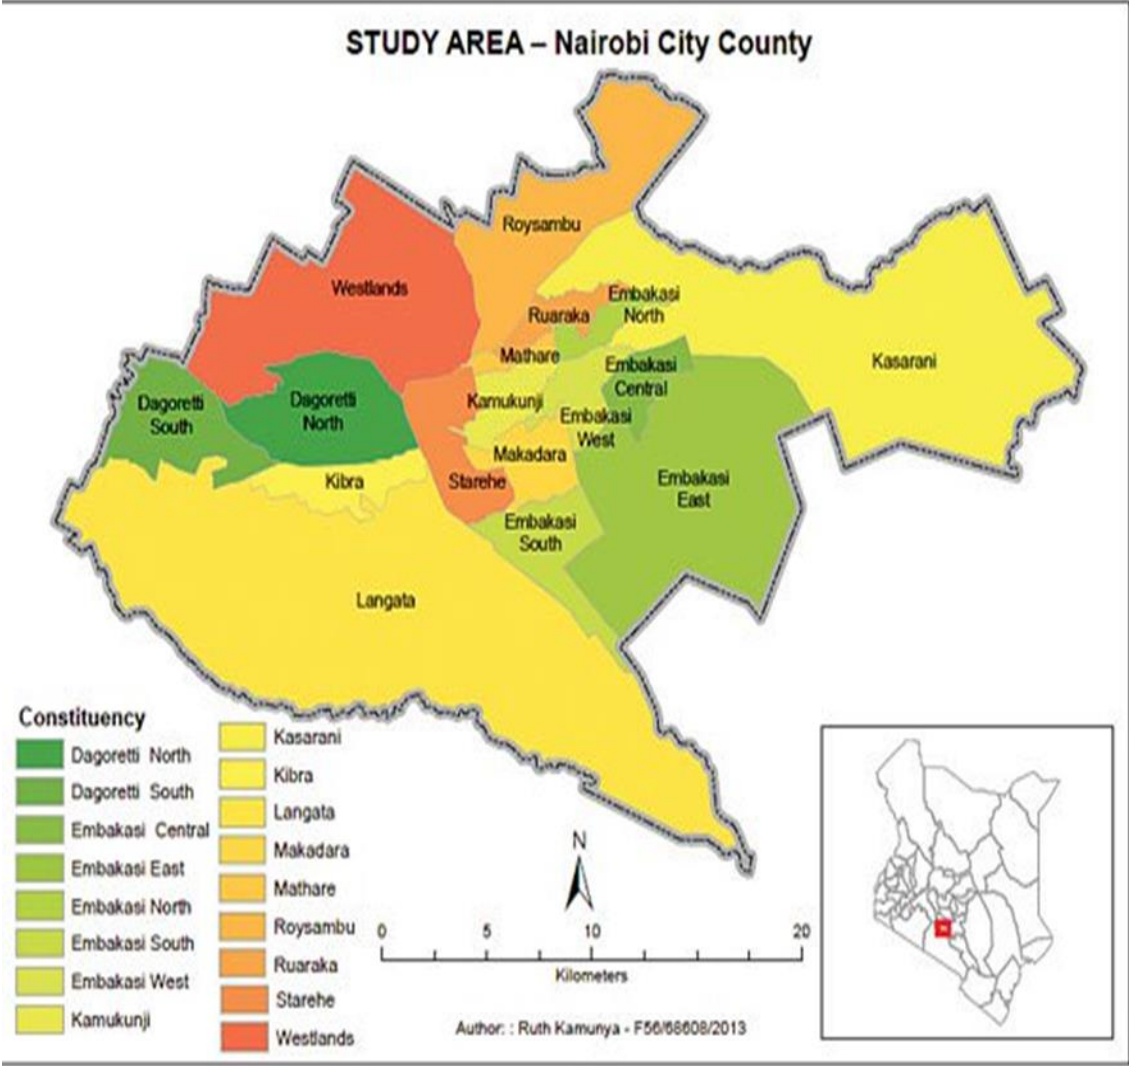 STUDY AREA – Nairobi City County
Roysambu
Westlands
Embakasi
North
Ruaraka
Mathare
Kasarani
Embakasi
Central
Dagoretti
North
Dagoretti
South
Kamukunji
Embakasi
West
Makadara
Kibra
Starehe
Embakasi
East
Embakasi
South
Langata
Constituency
Dagoretti North
Dagoretti South
Embakasi Central
Embakasi East
Embakasi North
Embakasi South
Embakasi West
Kamukunji
Kasarani
Kibra
Langata
Makadara
Mathare
Roysambu
Ruaraka
Starehe
Westlands
N
0 5 10 20
Kilometers
Author: : Ruth Kamunya - F56/68608/2013